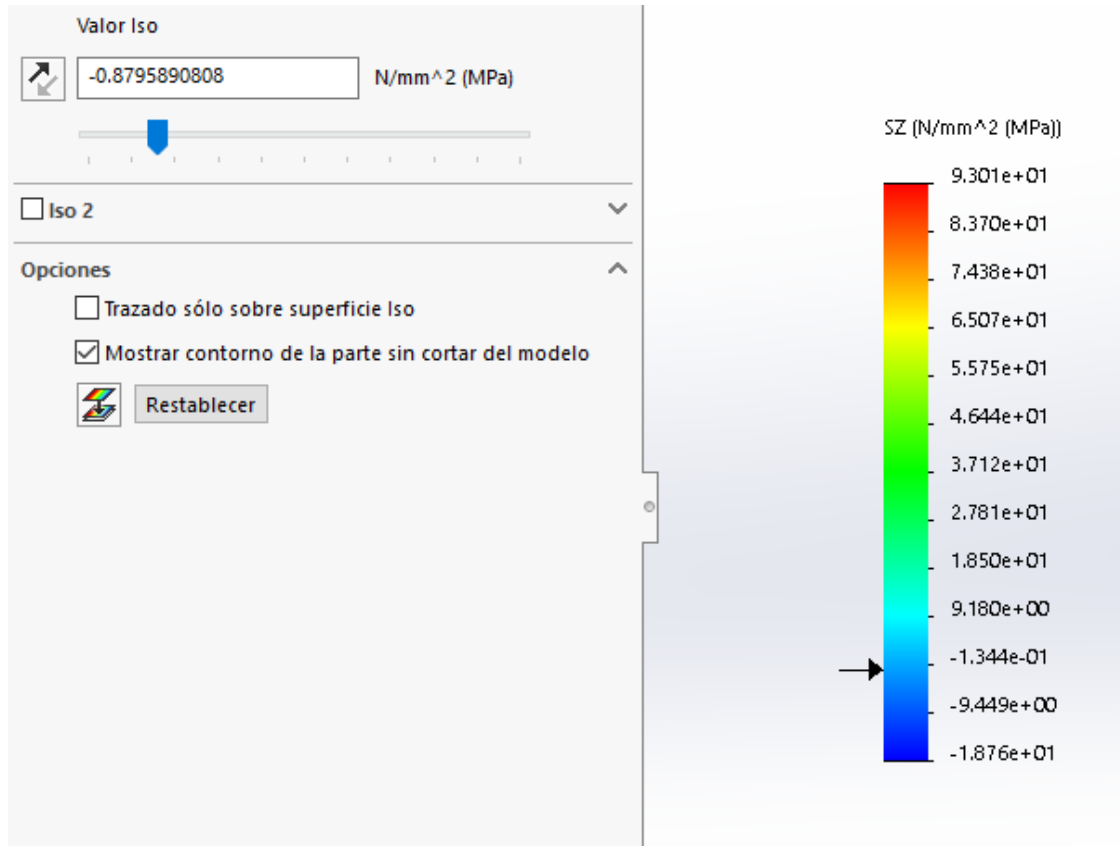 Valor Iso
-0.8795890808 N/mm^2 (MPa)
Iso 2
Opciones
Trazado sólo sobre superficie Iso
Mostrar contorno de la parte sin cortar del modelo
Restablecer
SZ (N/mm^2 (MPa))
9.301e+01
8.370e+01
7.438e+01
6.507e+01
5.575e+01
4.644e+01
3.712e+01
2.781e+01
1.850e+01
9.180e+00
-1.344e-01
-9.449e+00
-1.876e+01